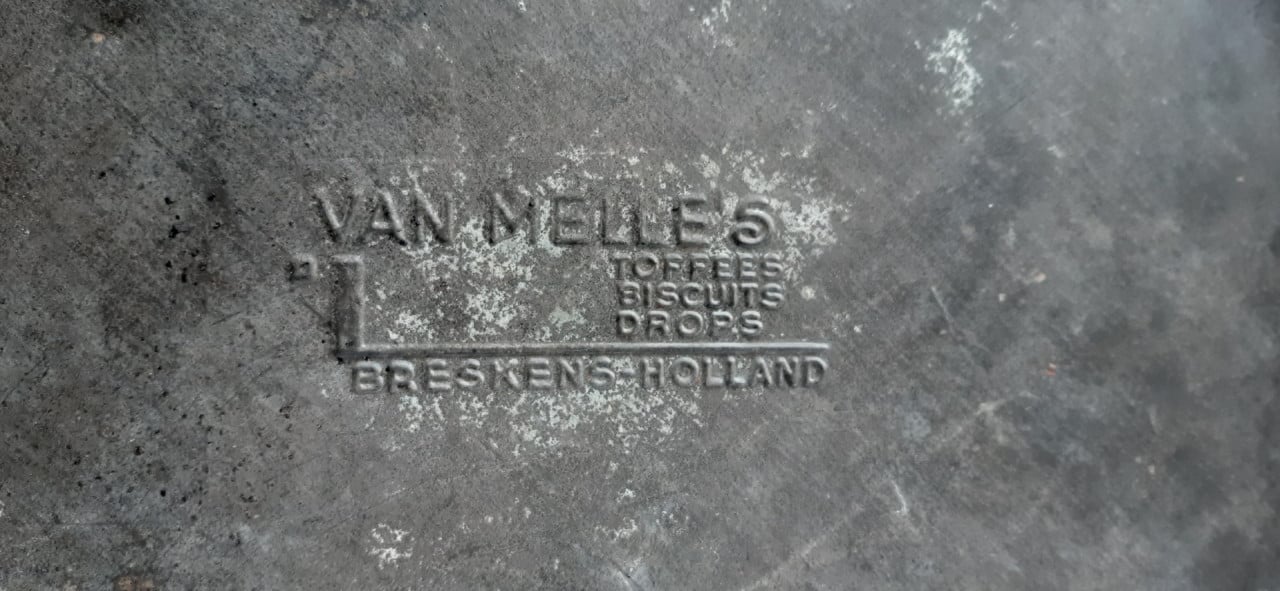 VAN MELLE'S
TOFFEES
BISCUITS
DROPS
BRESKENS-HOLLAND